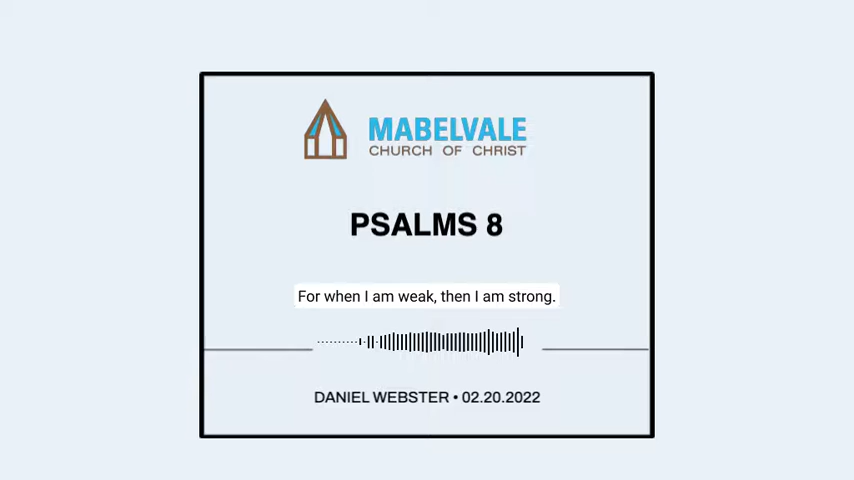 MABELVALE
CHURCH OF CHRIST
PSALMS 8
For when I am weak, then I am strong.
DANIEL WEBSTER • 02.20.2022